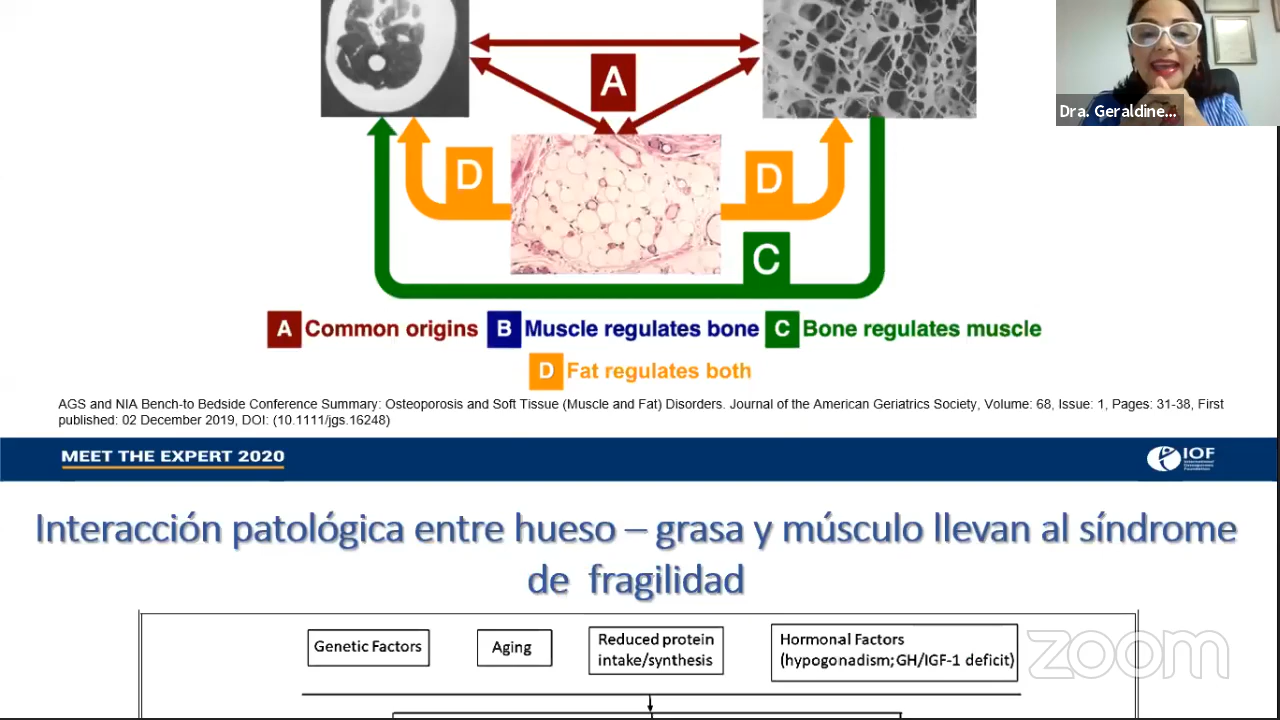 Dra. Geraldine...
A
D
D
C
A Common origins B Muscle regulates bone C Bone regulates muscle
D Fat regulates both
AGS and NIA Bench-to Bedside Conference Summary: Osteoporosis and Soft Tissue (Muscle and Fat) Disorders. Journal of the American Geriatrics Society, Volume: 68, Issue: 1, Pages: 31-38, First
published: 02 December 2019, DOI: (10.1111/jgs.16248)
MEET THE EXPERT 2020
IOF
International
Osteoporosis
Foundation
Interacción patológica entre hueso – grasa y músculo llevan al síndrome
de fragilidad
Genetic Factors
Aging
Reduced protein
intake/synthesis
Hormonal Factors
(hypogonadism; GH/IGF-1 deficit)
zoom